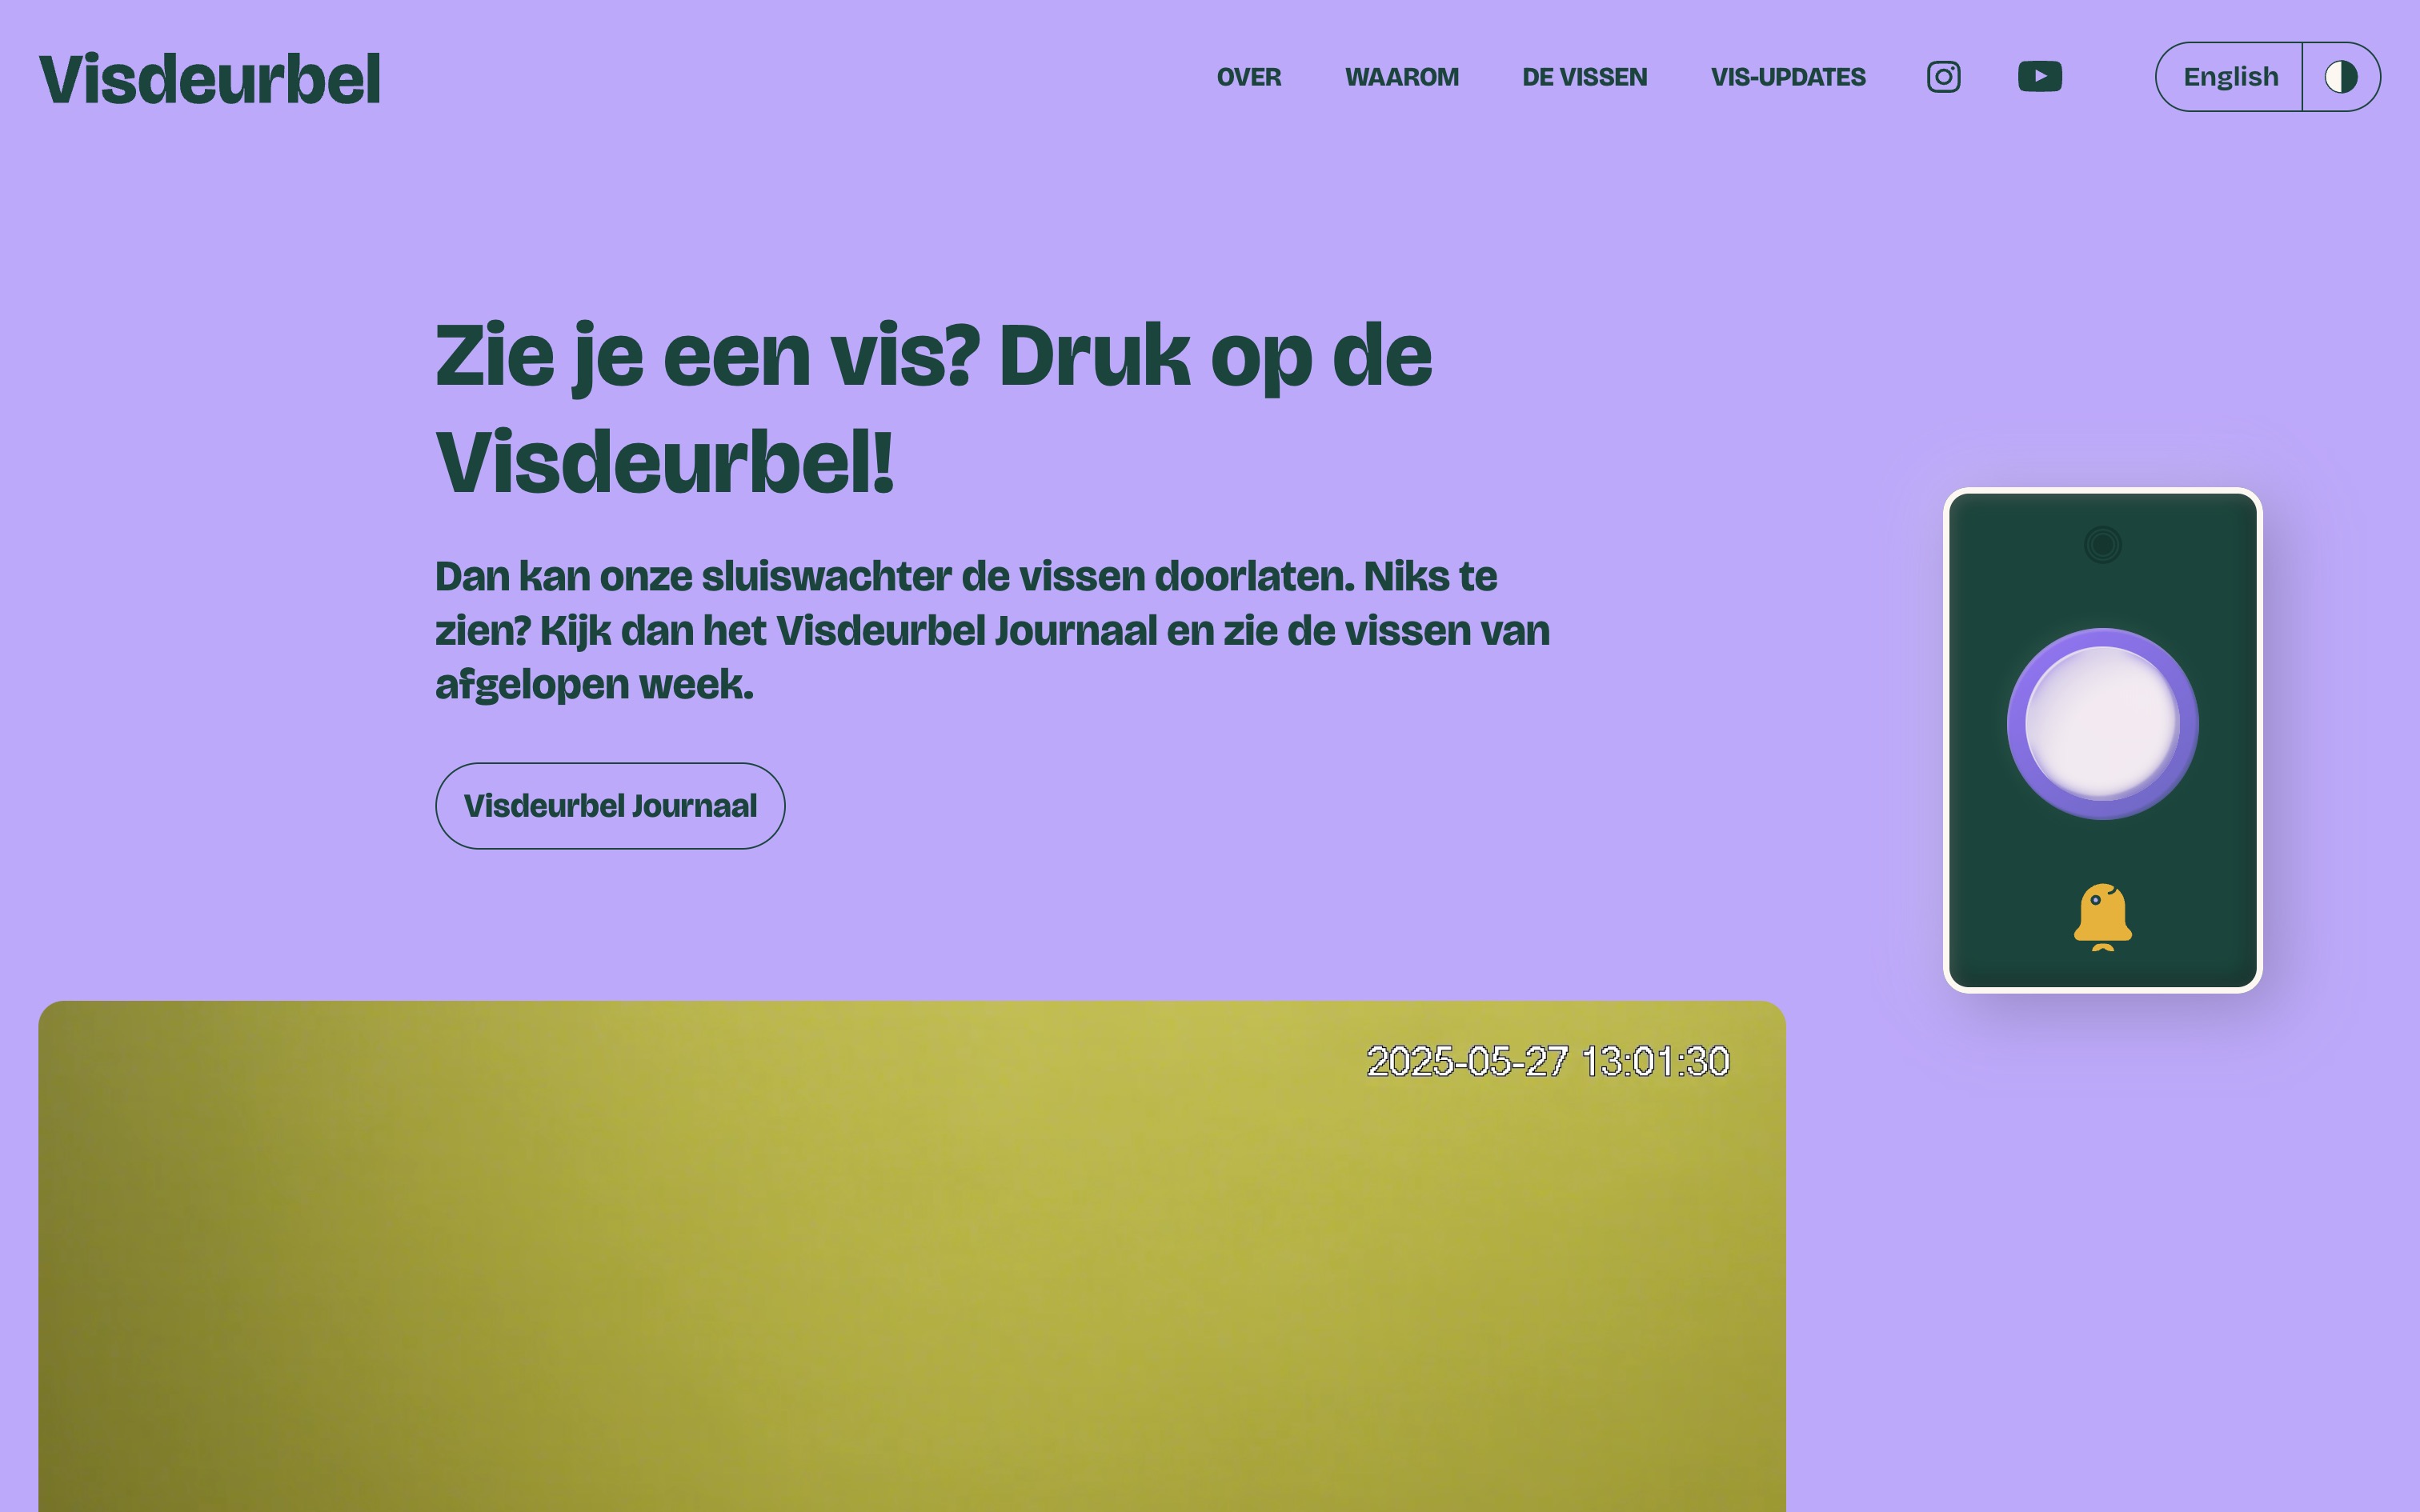 Visdeurbel
OVER
WAAROM
DE VISSEN
VIS-UPDATES
English
Zie je een vis? Druk op de
Visdeurbel!
Dan kan onze sluiswachter de vissen doorlaten. Niks te
zien? Kijk dan het Visdeurbel Journaal en zie de vissen van
afgelopen week.
Visdeurbel Journaal
2025-05-27 13:01:30